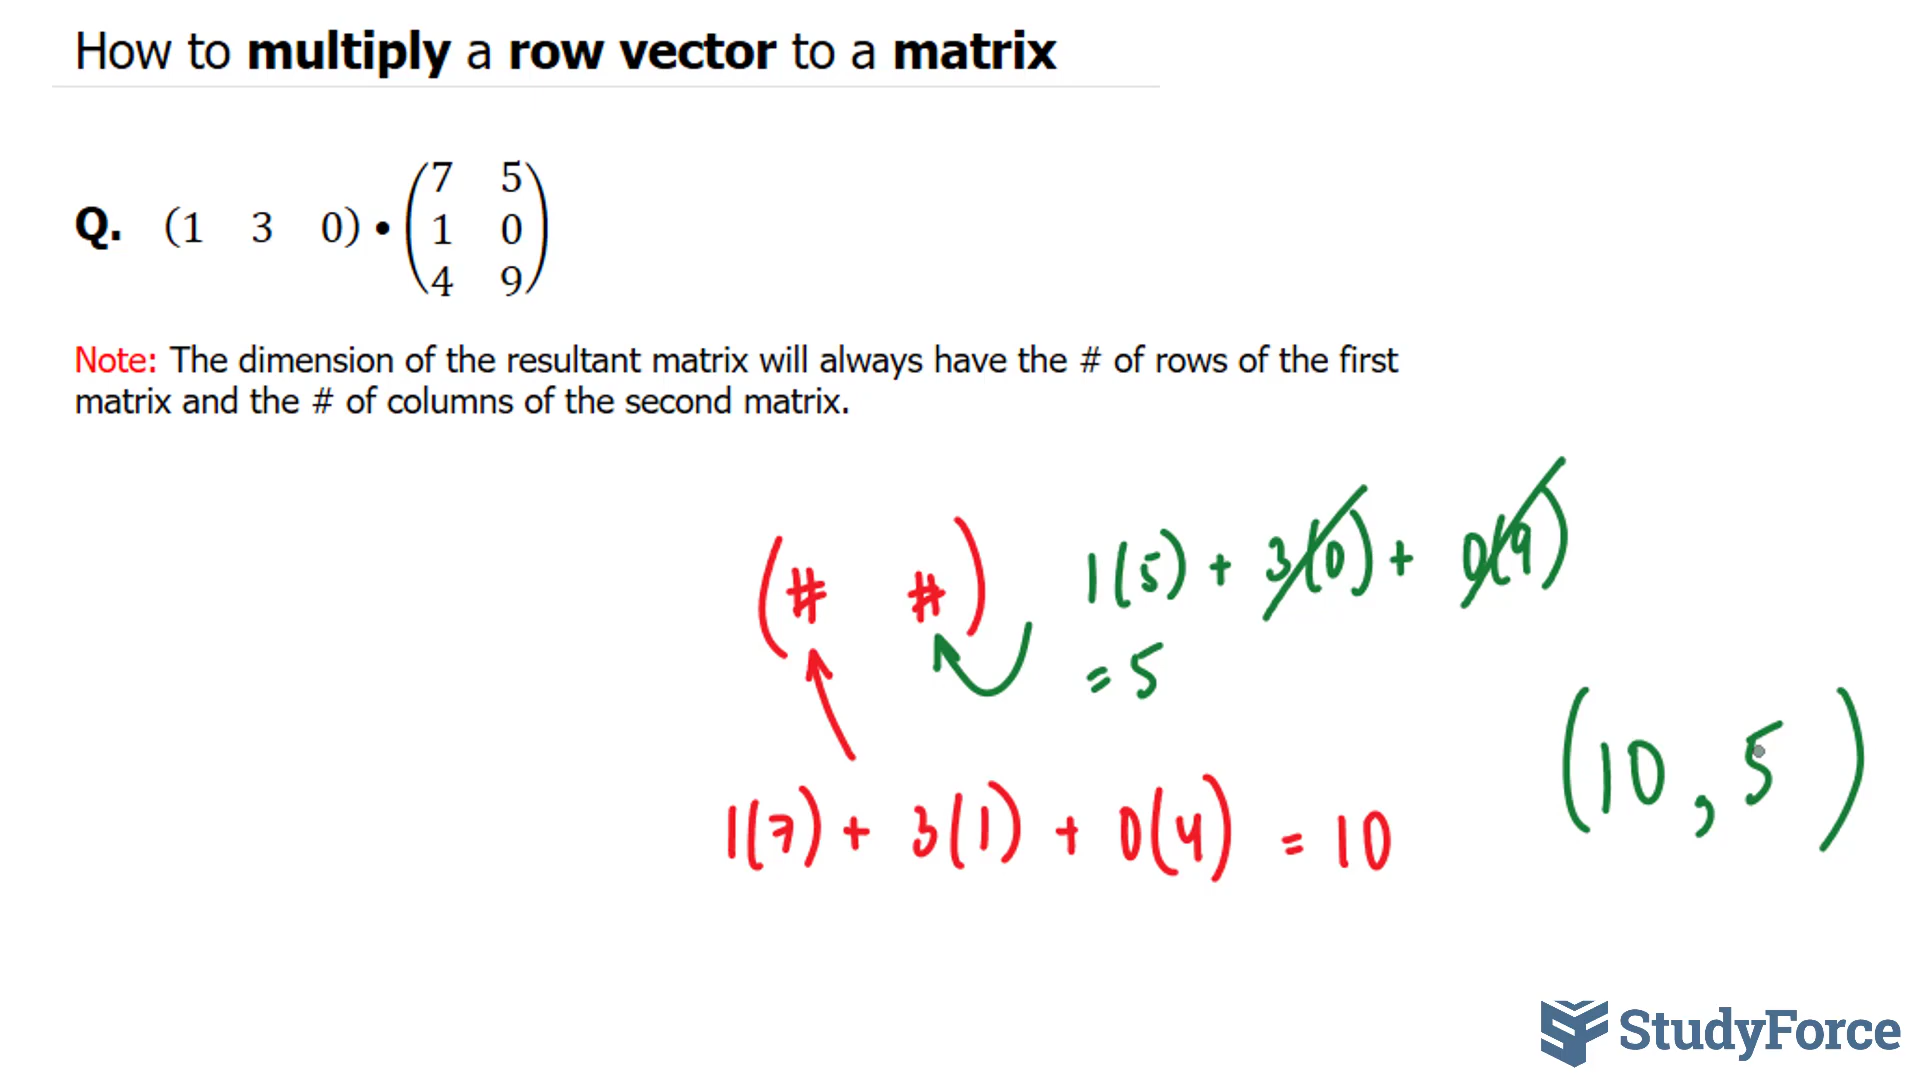 How to multiply a row vector to a matrix
Q. (1 3 0) • (7 5
1 0
4 9)
Note: The dimension of the resultant matrix will always have the # of rows of the first
matrix and the # of columns of the second matrix.
(# #) 1(5) + 3(0) + 0(9)
= 5
(10, 5)
1(7) + 3(1) + 0(4) = 10
StudyForce